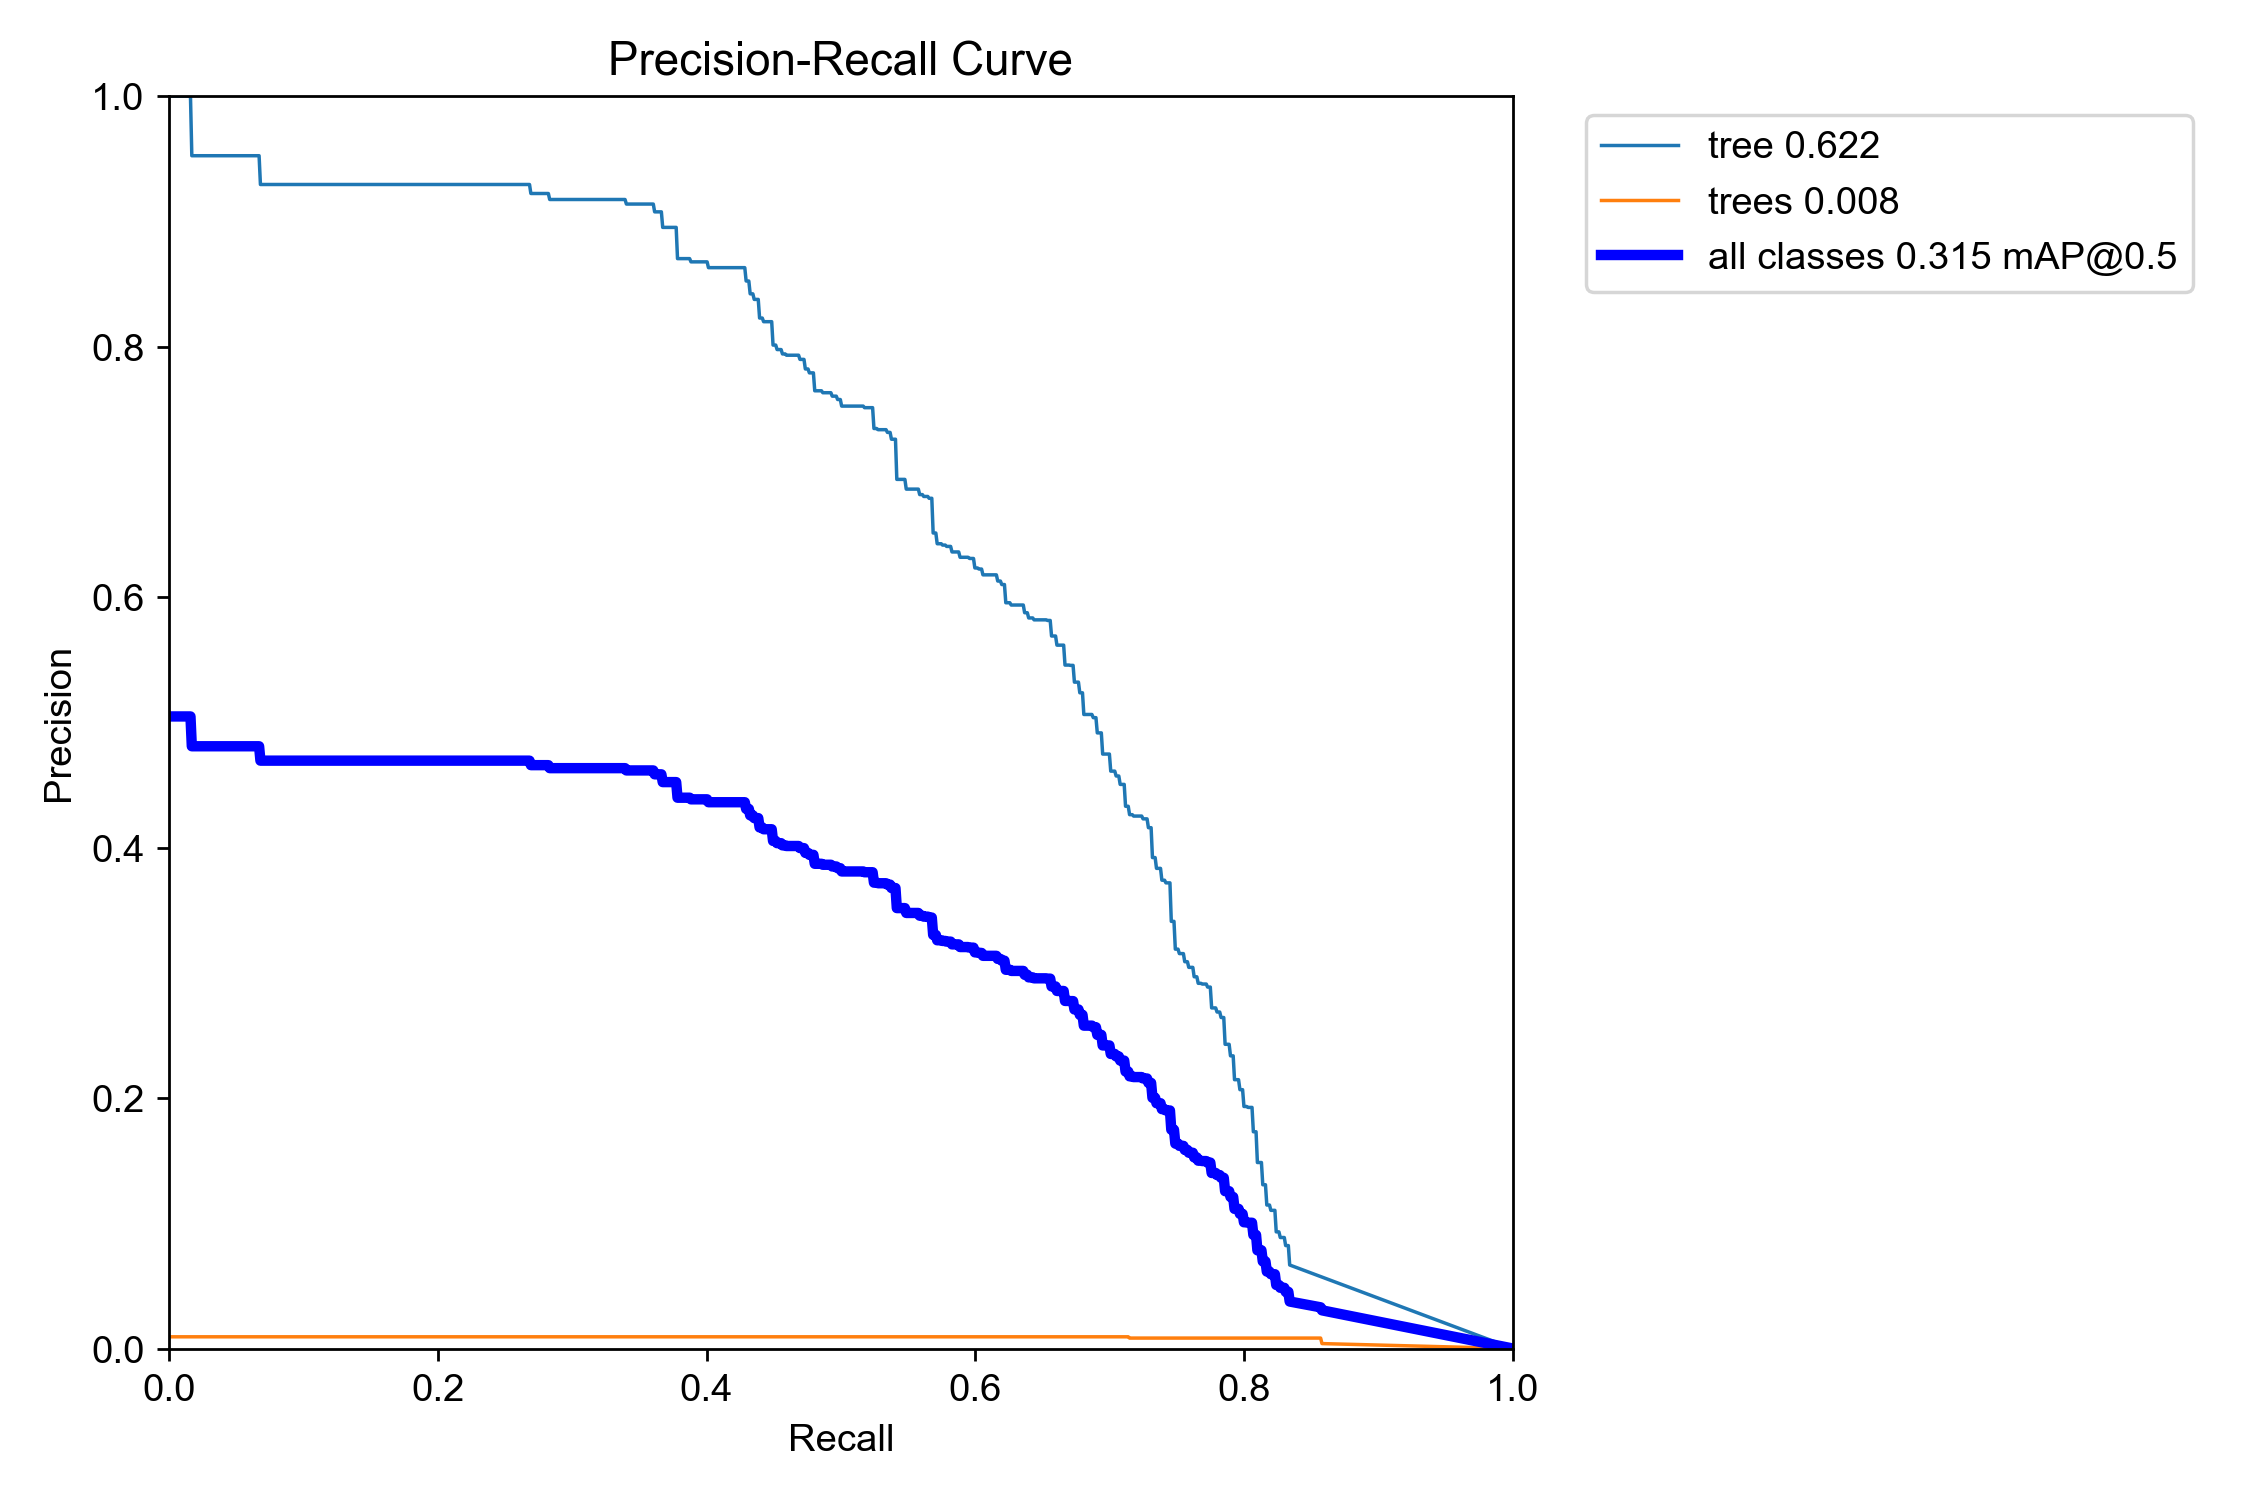 Precision-Recall Curve
tree 0.622
trees 0.008
all classes 0.315 mAP@0.5
Precision
1.0
0.8
0.6
0.4
0.2
0.0
0.0 0.2 0.4 0.6 0.8 1.0
Recall